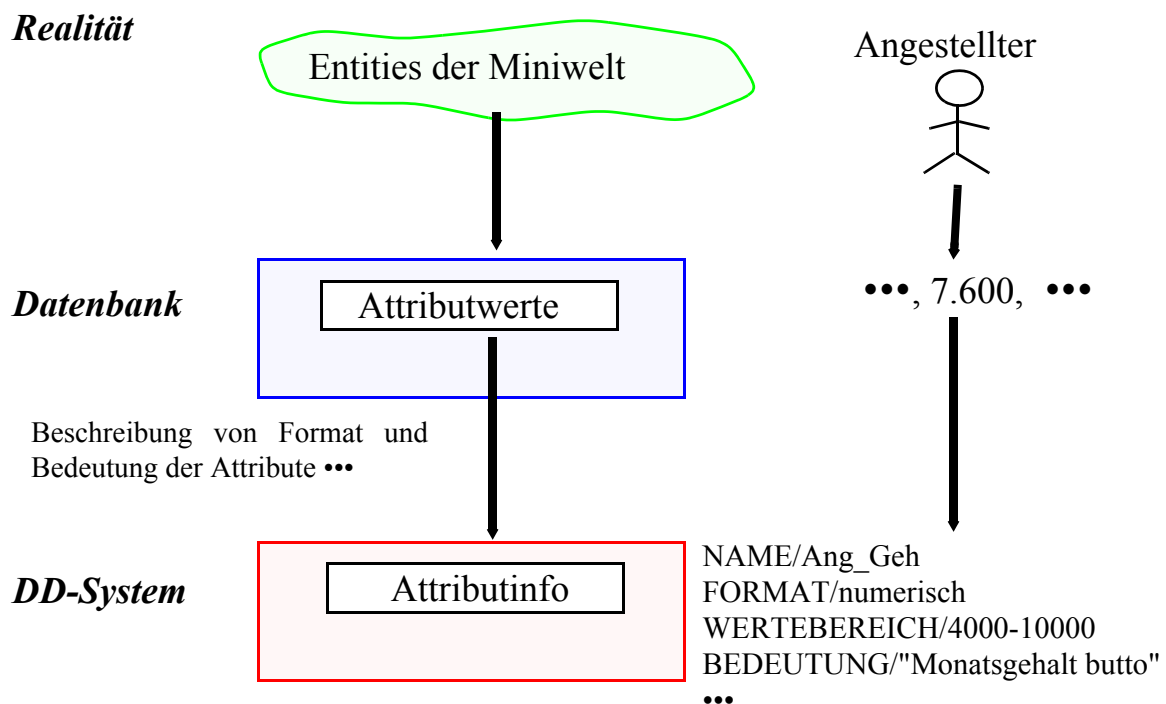 Realität
Entities der Miniwelt
Angestellter
Datenbank
Attributwerte
•••, 7.600, •••
Beschreibung von Format und
Bedeutung der Attribute •••
DD-System
Attributinfo
NAME/Ang_Geh
FORMAT/numerisch
WERTEBEREICH/4000-10000
BEDEUTUNG/"Monatsgehalt butto"
•••